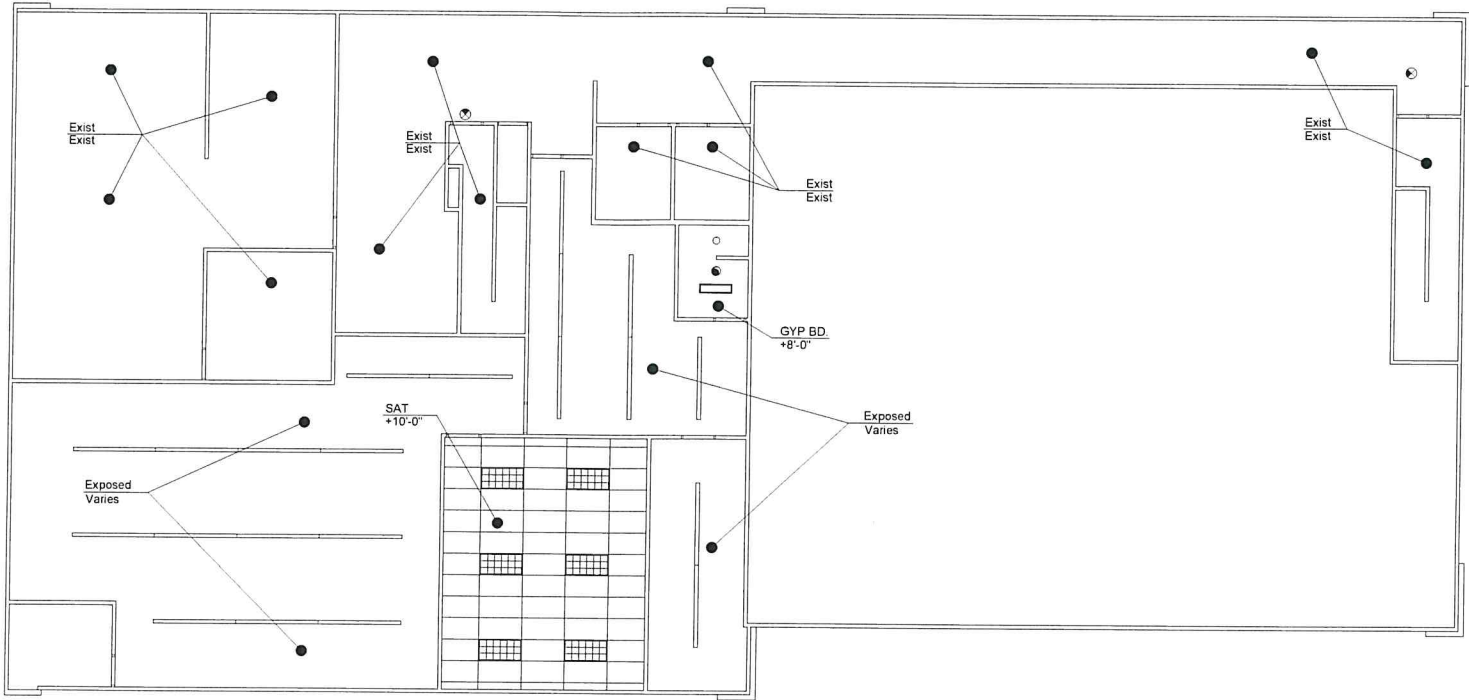 Exist
Exist
Exist
Exist
Exist
Exist
Exist
Exist
GYP BD.
+8'-0"
SAT
+10'-0"
Exposed
Varies
Exposed
Varies